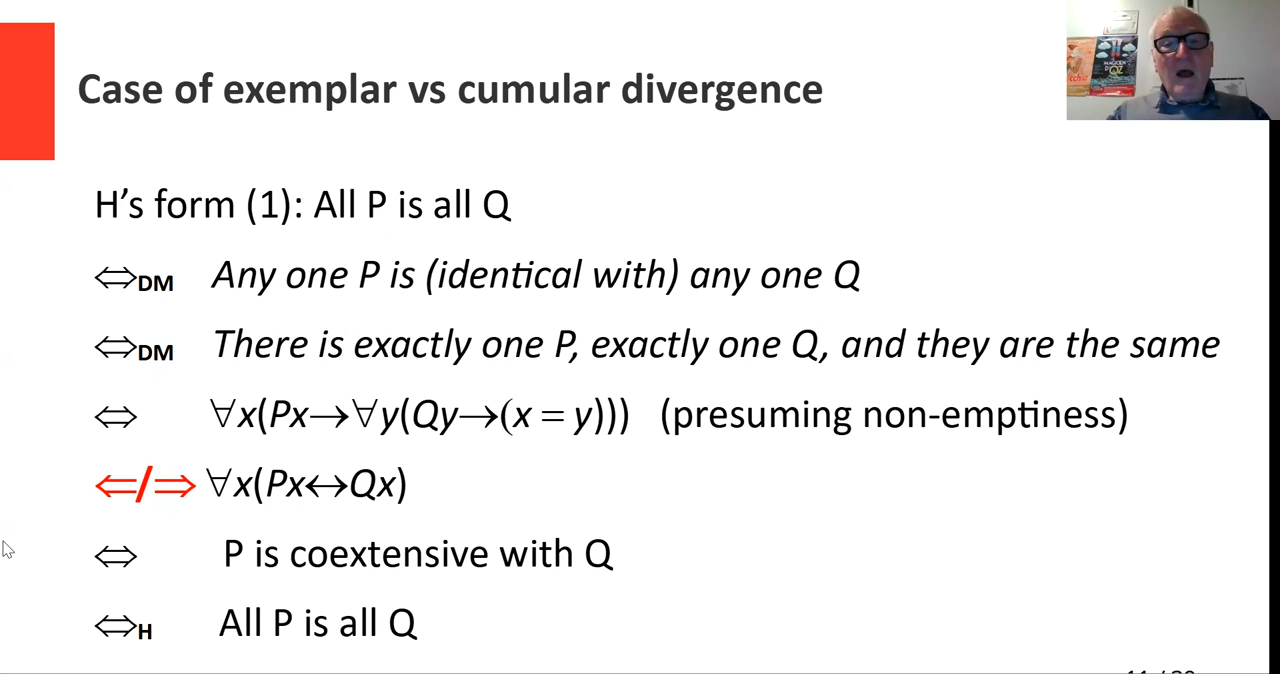 Case of exemplar vs cumular divergence
MAGICIEN
D'OZ
H’s form (1): All P is all Q
⇔DM Any one P is (identical with) any one Q
⇔DM There is exactly one P, exactly one Q, and they are the same
⇔ ∀x(Px→∀y(Qy→(x = y))) (presuming non-emptiness)
⇐/⇒ ∀x(Px↔Qx)
⇔ P is coextensive with Q
⇔H All P is all Q